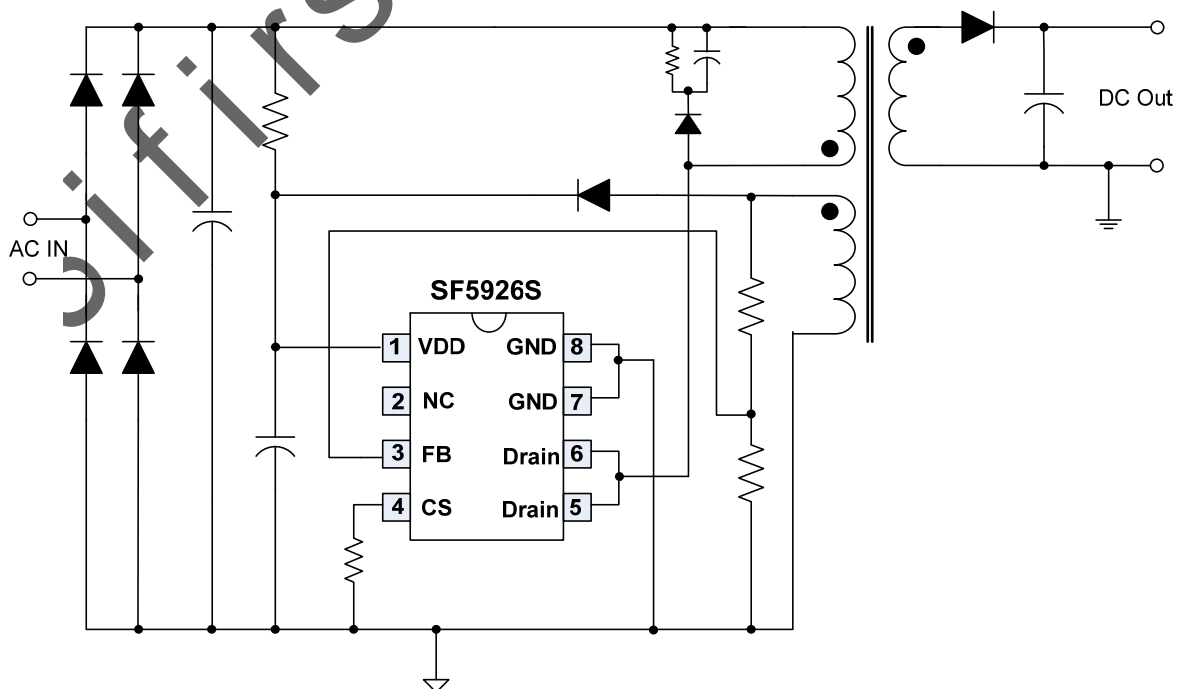 DC Out
AC IN
SF5926S
1 VDD GND 8
2 NC GND 7
3 FB Drain 6
4 CS Drain 5